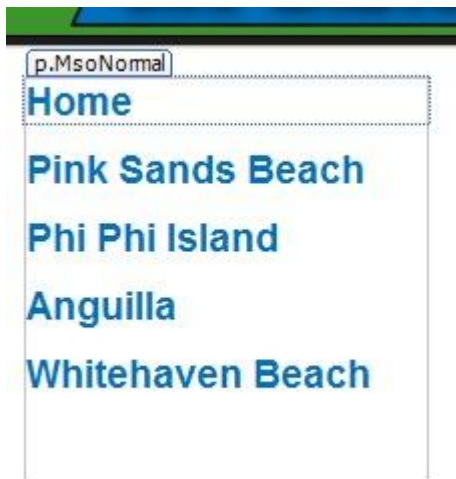 p.MsoNormal
Home
Pink Sands Beach
Phi Phi Island
Anguilla
Whitehaven Beach